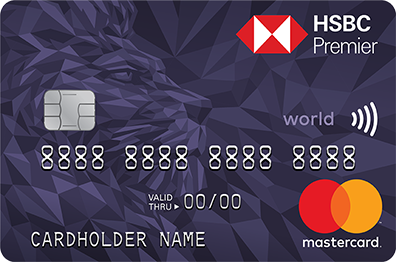 HSBC
Premier
world
8888 8888 8888 8888
VALID
THRU ▸ 00/00
CARDHOLDER NAME
mastercard.